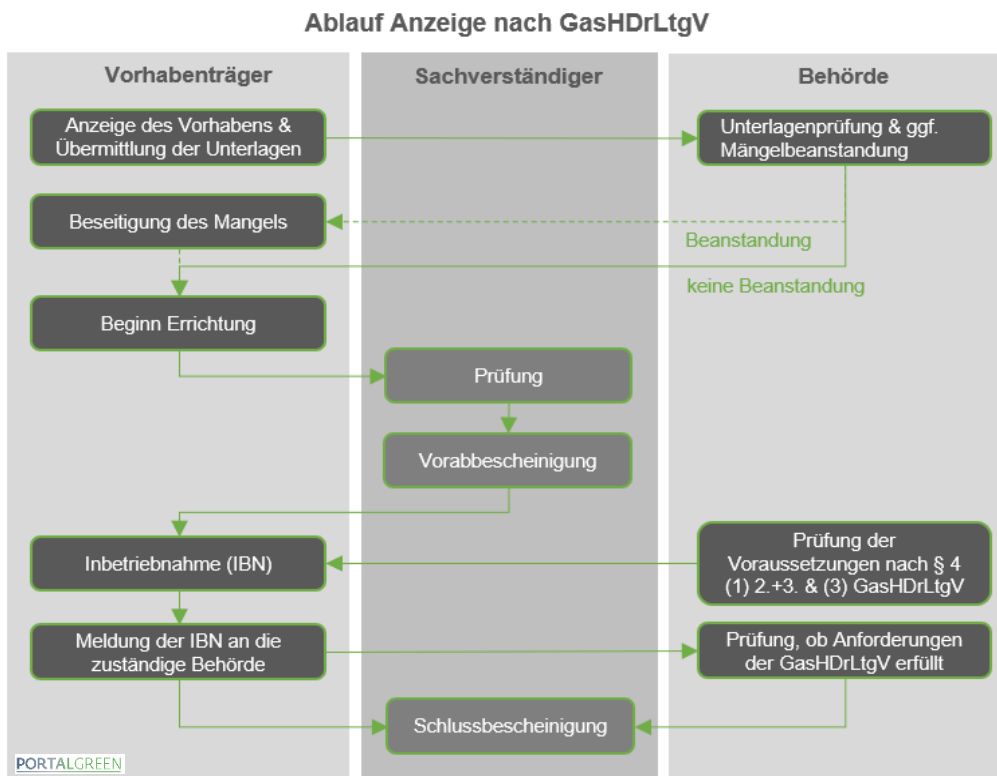 Ablauf Anzeige nach GasHDrLtgV
Vorhabenträger
Sachverständiger
Behörde
Anzeige des Vorhabens &
Übermittlung der Unterlagen
Unterlagenprüfung & ggf.
Mängelbeanstandung
Beseitigung des Mangels
Beanstandung
keine Beanstandung
Beginn Errichtung
Prüfung
Vorabbescheinigung
Inbetriebnahme (IBN)
Prüfung der
Voraussetzungen nach § 4
(1) 2.+3. & (3) GasHDrLtgV
Meldung der IBN an die
zuständige Behörde
Prüfung, ob Anforderungen
der GasHDrLtgV erfüllt
Schlussbescheinigung
PORTALGREEN